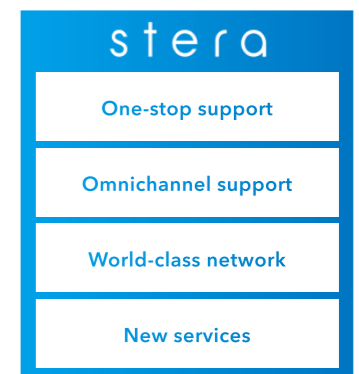 stera
One-stop support
Omnichannel support
World-class network
New services